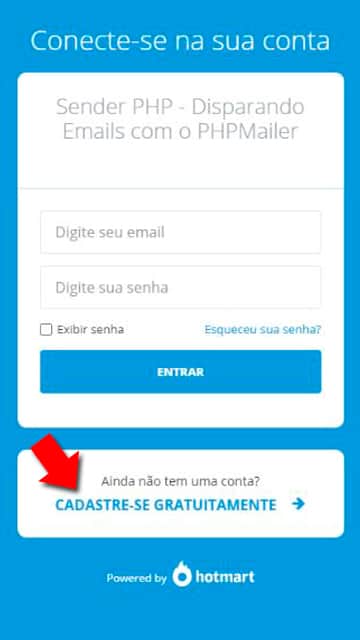 Conecte-se na sua conta
Sender PHP - Disparando
Emails com o PHPMailer
Digite seu email
Digite sua senha
Exibir senha
Esqueceu sua senha?
ENTRAR
Ainda não tem uma conta?
CADASTRE-SE GRATUITAMENTE
Powered by hotmart